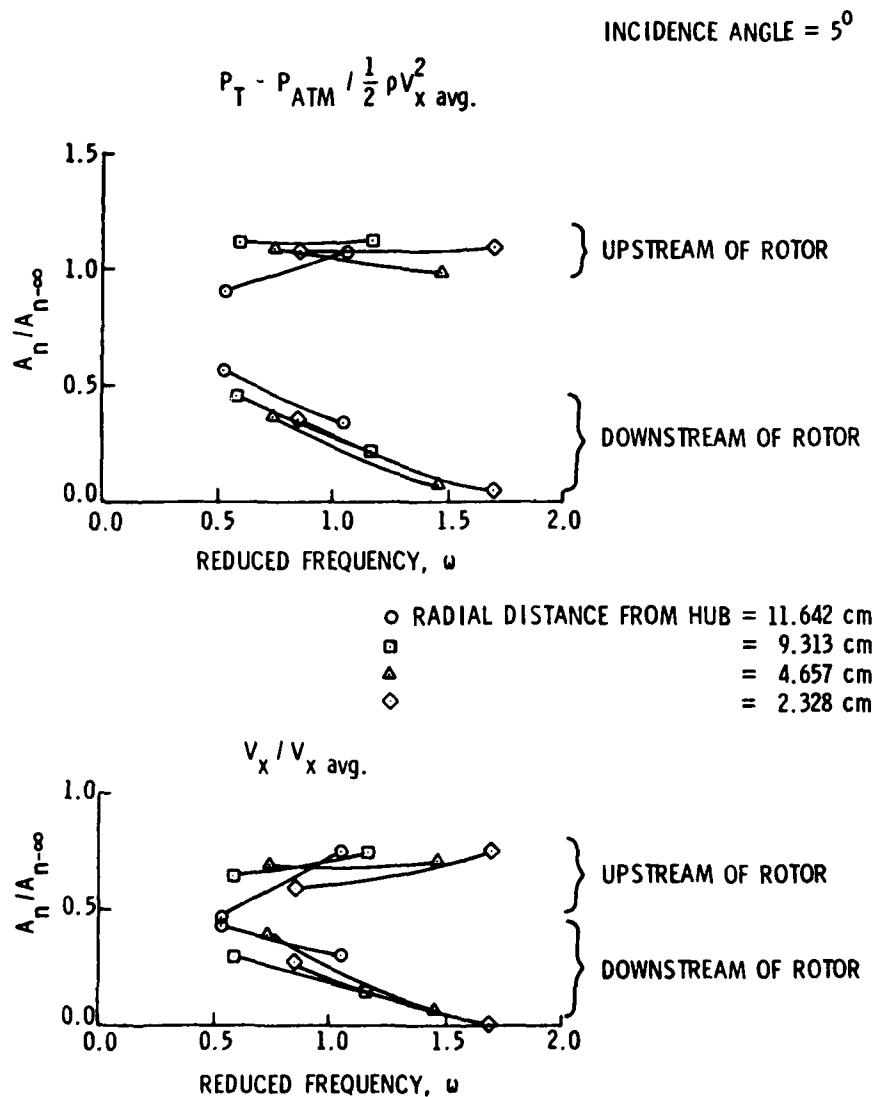 INCIDENCE ANGLE = 5⁰
P_T - P_ATM / 1/2 ρV²_x avg.
1.5
1.0
0.5
0.0
A_n/A_n-∞
UPSTREAM OF ROTOR
DOWNSTREAM OF ROTOR
0.0 0.5 1.0 1.5 2.0
REDUCED FREQUENCY, ω
RADIAL DISTANCE FROM HUB = 11.642 cm
= 9.313 cm
= 4.657 cm
= 2.328 cm
V_x / V_x avg.
1.0
0.5
0.0
A_n/A_n-∞
UPSTREAM OF ROTOR
DOWNSTREAM OF ROTOR
0.0 0.5 1.0 1.5 2.0
REDUCED FREQUENCY, ω